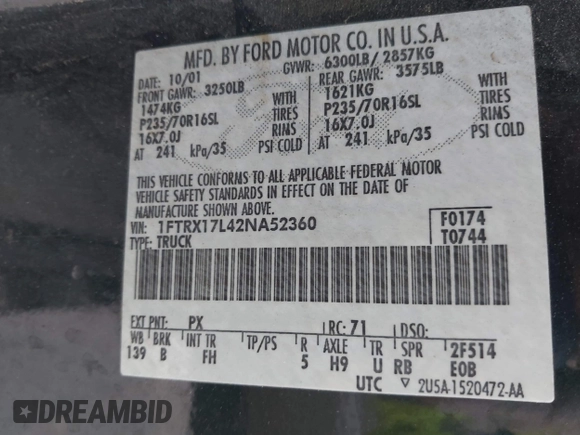 MFD. BY FORD MOTOR CO. IN U.S.A.
DATE: 10/01 GVWR: 6300LB/ 2857KG
FRONT GAWR: 3250LB REAR GAWR: 3575LB
1474KG WITH 1621KG WITH
P235/70R16SL TIRES P235/70R16SL TIRES
16X7.0J RIMS 16X7.0J RIMS
AT 241 kPa/35 PSI COLD AT 241 kPa/35 PSI COLD
THIS VEHICLE CONFORMS TO ALL APPLICABLE FEDERAL MOTOR
VEHICLE SAFETY STANDARDS IN EFFECT ON THE DATE OF
MANUFACTURE SHOWN ABOVE.
VIN: 1FTRX17L42NA52360 F0174
TYPE: TRUCK T0744
EXT PNT: PX RC: 71 DSO:
WB BRK INT TR TP/PS R AXLE TR SPR 2F514
139 B FH 5 H9 U RB EOB
UTC ▽ 2U5A-1520472-AA
DREAMBID